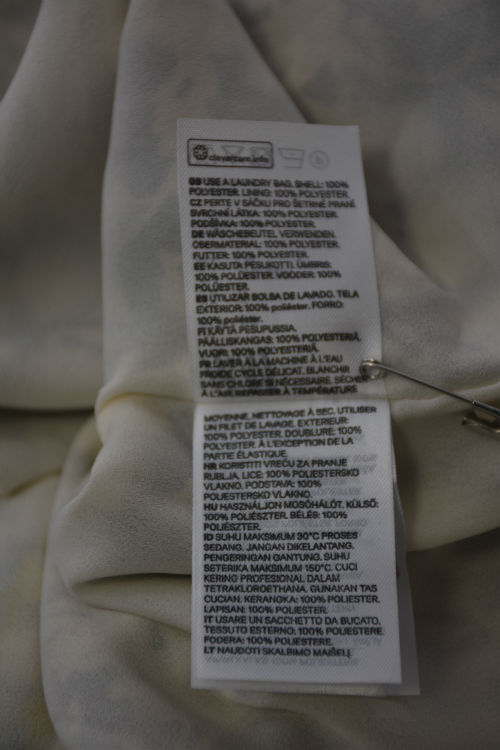 clevercare.info
GB USE A LAUNDRY BAG. SHELL: 100%
POLYESTER. LINING: 100% POLYESTER.
CZ PERTE V SÁČKU PRO ŠETRNÉ PRANÍ.
SVRCHNÍ LÁTKA: 100% POLYESTER.
PODŠÍVKA: 100% POLYESTER.
DE WÄSCHEBEUTEL VERWENDEN.
OBERMATERIAL: 100% POLYESTER.
FUTTER: 100% POLYESTER.
EE KASUTA PESUKOTTI. ÜMBRIS:
100% POLÜESTER. VOODER: 100%
POLÜESTER.
ES UTILIZAR BOLSA DE LAVADO. TELA
EXTERIOR: 100% poliéster. FORRO:
100% poliéster.
FI KÄYTÄ PESUPUSSIA.
PÄÄLLISKANGAS: 100% POLYESTERIÄ.
VUORI: 100% POLYESTERIÄ.
FR LAVER À LA MACHINE À L'EAU
FROIDE CYCLE DÉLICAT. BLANCHIR
SANS CHLORE SI NÉCESSAIRE. SÉCHER
À L'AIR. REPASSER À TEMPÉRATURE
MOYENNE. NETTOYAGE À SEC. UTILISER
UN FILET DE LAVAGE. EXTERIEUR:
100% POLYESTER. DOUBLURE: 100%
POLYESTER. À L'EXCEPTION DE LA
PARTIE ÉLASTIQUE.
HR KORISTITI VREĆU ZA PRANJE
RUBLJA. LICE: 100% POLIESTERSKO
VLAKNO. PODSTAVA: 100%
POLIESTERSKO VLAKNO.
HU HASZNÁLJON MOSÓHÁLÓT. KÜLSŐ:
100% POLIÉSZTER. BÉLÉS: 100%
POLIÉSZTER.
ID SUHU MAKSIMUM 30°C PROSES
SEDANG. JANGAN DIKELANTANG.
PENGERINGAN GANTUNG. SUHU
SETERIKA MAKSIMUM 150°C. CUCI
KERING PROFESIONAL DALAM
TETRAKLOROETHANA. GUNAKAN TAS
CUCIAN. KERANGKA: 100% POLIESTER.
LAPISAN: 100% POLIESTER.
IT USARE UN SACCHETTO DA BUCATO.
TESSUTO ESTERNO: 100% POLIESTERE.
FODERA: 100% POLIESTERE.
LT NAUDOTI SKALBIMO MAIŠELĮ.